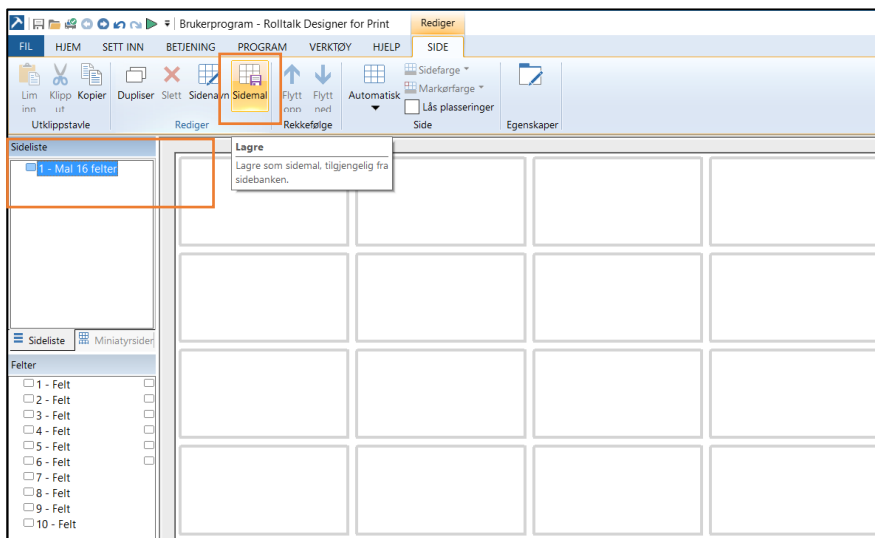 Brukerprogram - Rolltalk Designer for Print
Rediger
FIL HJEM SETT INN BETJENING PROGRAM VERKTØY HJELP SIDE
Lim inn
Klipp ut
Kopier
Dupliser
Slett
Sidenavn
Sidemal
Flytt opp
Flytt ned
Automatisk
Sidefarge
Markørfarge
Lås plasseringer
Utklippstavle
Rediger
Rekkefølge
Side
Egenskaper
Sideliste
1 - Mal 16 felter
Lagre
Lagre som sidemal, tilgjengelig fra
sidebanken.
Sideliste
Miniatyrsider
Felter
1 - Felt
2 - Felt
3 - Felt
4 - Felt
5 - Felt
6 - Felt
7 - Felt
8 - Felt
9 - Felt
10 - Felt